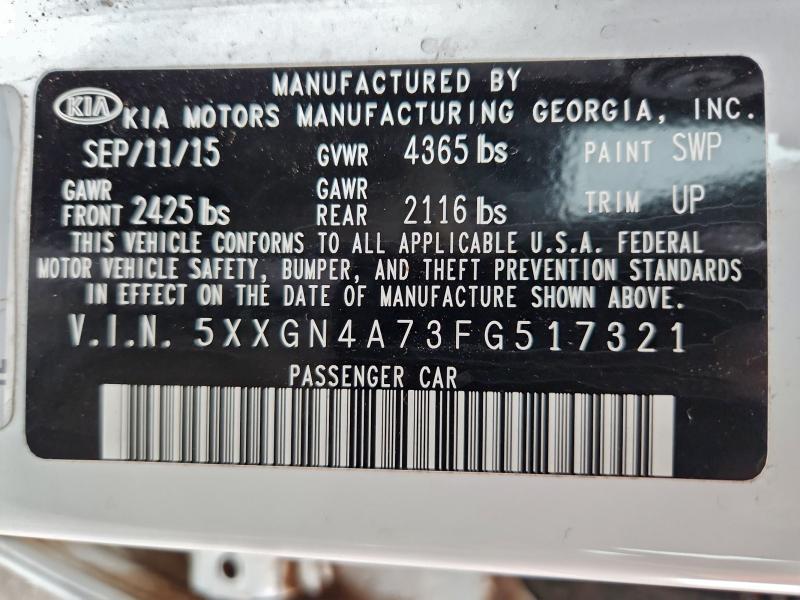 MANUFACTURED BY
KIA KIA MOTORS MANUFACTURING GEORGIA, INC.
SEP/11/15 GVWR 4365 lbs PAINT SWP
GAWR FRONT 2425 lbs GAWR REAR 2116 lbs TRIM UP
THIS VEHICLE CONFORMS TO ALL APPLICABLE U.S.A. FEDERAL
MOTOR VEHICLE SAFETY, BUMPER, AND THEFT PREVENTION STANDARDS
IN EFFECT ON THE DATE OF MANUFACTURE SHOWN ABOVE.
V.I.N. 5XXGN4A73FG517321
PASSENGER CAR